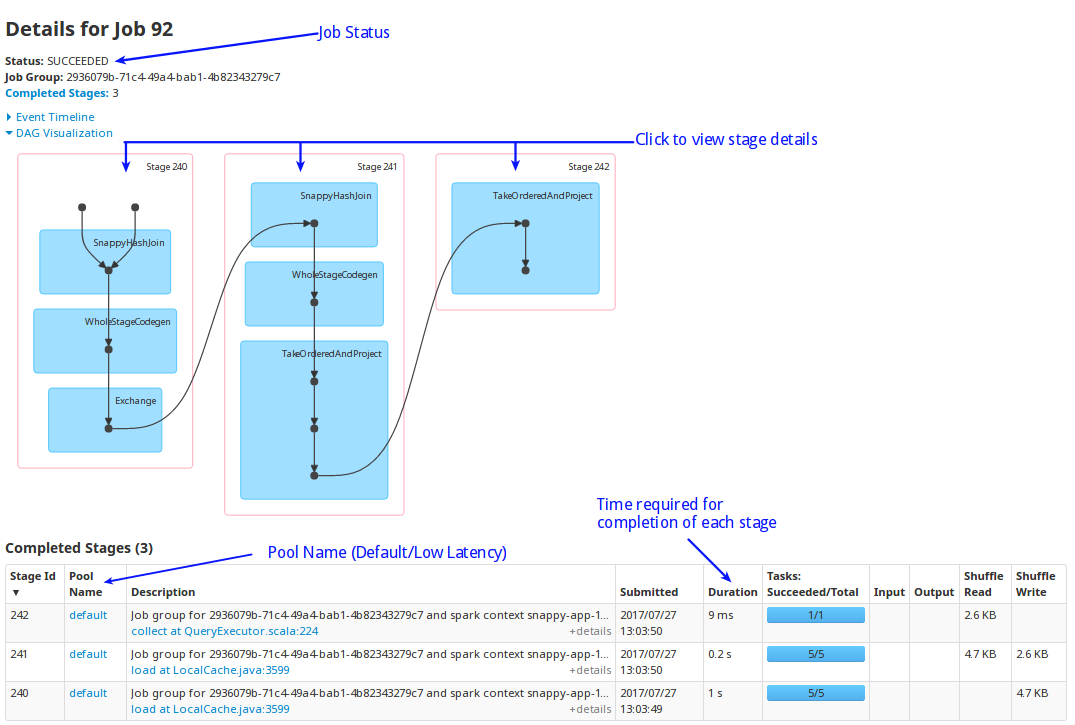 Details for Job 92
Job Status
Status: SUCCEEDED
Job Group: 2936079b-71c4-49a4-bab1-4b82343279c7
Completed Stages: 3
Event Timeline
DAG Visualization
Click to view stage details
Stage 240
SnappyHashJoin
WholeStageCodegen
Exchange
Stage 241
SnappyHashJoin
WholeStageCodegen
TakeOrderedAndProject
Stage 242
TakeOrderedAndProject
Time required for
completion of each stage
Completed Stages (3)
Pool Name (Default/Low Latency)
Stage Id ▼ Pool Name Description Submitted Duration Tasks: Succeeded/Total Input Output Shuffle Read Shuffle Write
242 default Job group for 2936079b-71c4-49a4-bab1-4b82343279c7 and spark context snappy-app-1... 2017/07/27 9 ms 1/1 2.6 KB
collect at QueryExecutor.scala:224 +details 13:03:50
241 default Job group for 2936079b-71c4-49a4-bab1-4b82343279c7 and spark context snappy-app-1... 2017/07/27 0.2 s 5/5 4.7 KB 2.6 KB
load at LocalCache.java:3599 +details 13:03:50
240 default Job group for 2936079b-71c4-49a4-bab1-4b82343279c7 and spark context snappy-app-1... 2017/07/27 1 s 5/5 4.7 KB
load at LocalCache.java:3599 +details 13:03:49